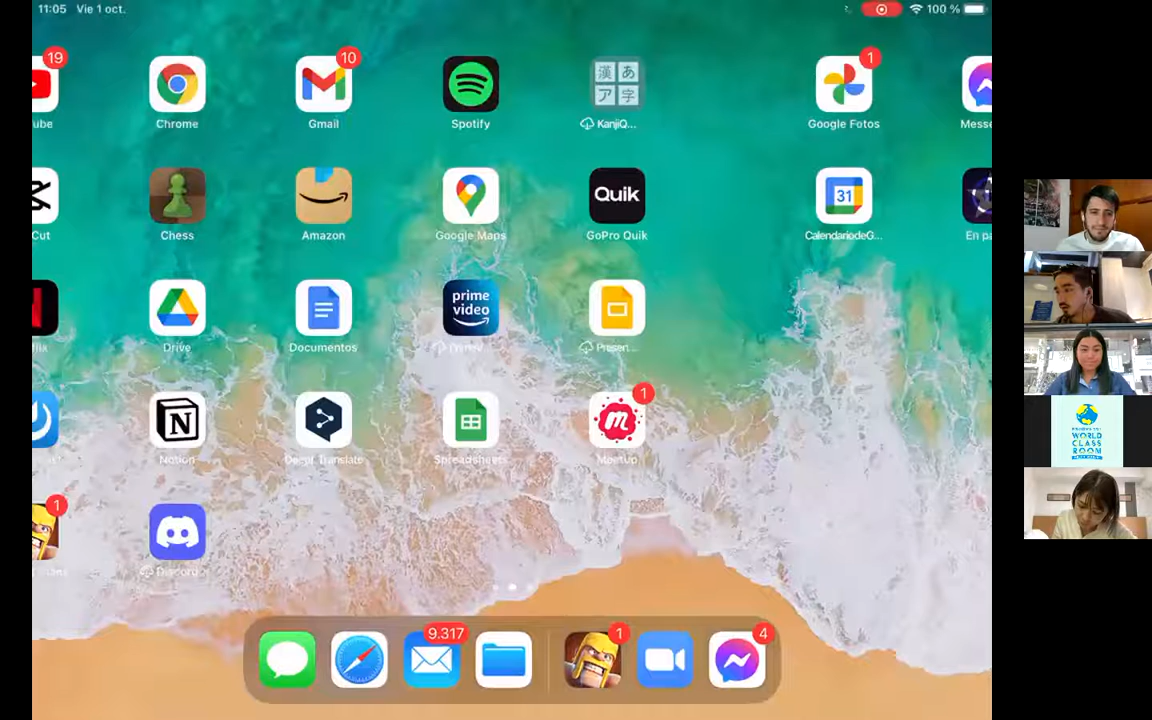 11:05 Vie 1 oct.
100 %
19
10
1
ube
Chrome
Gmail
Spotify
漢 あ
ア 字
KanjiQ...
Google Fotos
Messe
Quik
31
Cut
Chess
Amazon
Google Maps
GoPro Quik
CalendariodeG...
En pa
prime
video
Drive
Documentos
Presen...
1
Notion
DeepL Translate
Spreadsheets
Meetup
1
Discord
9.317
1
4
WORLD
CLASS
ROOM